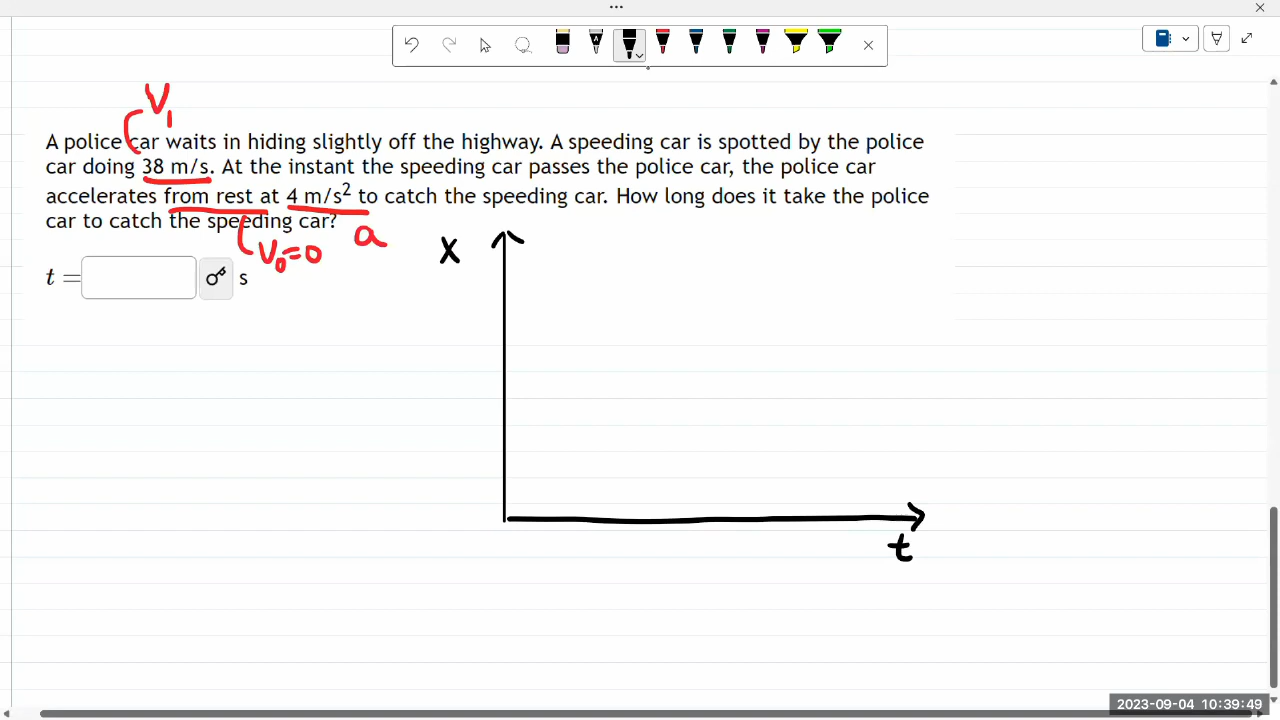 V1
A police car waits in hiding slightly off the highway. A speeding car is spotted by the police
car doing 38 m/s. At the instant the speeding car passes the police car, the police car
accelerates from rest at 4 m/s² to catch the speeding car. How long does it take the police
car to catch the speeding car?
V0=0
a
x
t = s
t
2023-09-04 10:39:49